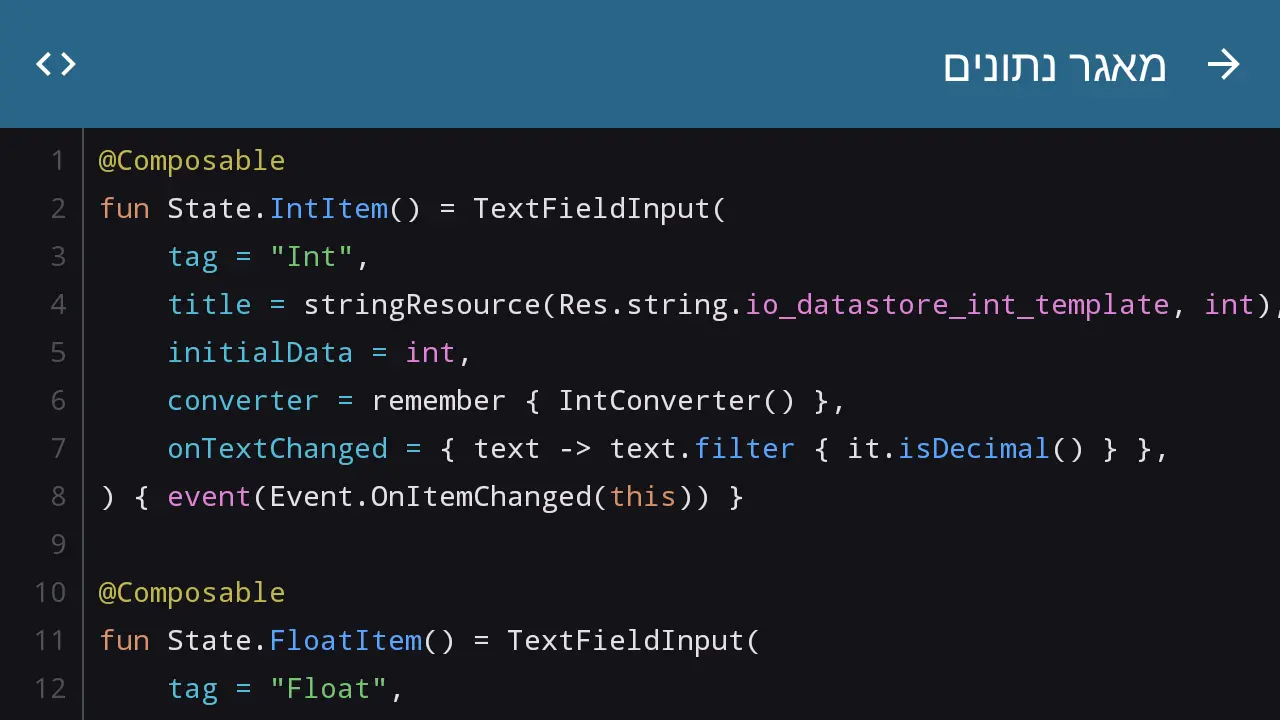 מאגר נתונים
1 @Composable
2 fun State.IntItem() = TextFieldInput(
3     tag = "Int",
4     title = stringResource(Res.string.io_datastore_int_template, int),
5     initialData = int,
6     converter = remember { IntConverter() },
7     onTextChanged = { text -> text.filter { it.isDecimal() } },
8 ) { event(Event.OnItemChanged(this)) }
9
10 @Composable
11 fun State.FloatItem() = TextFieldInput(
12     tag = "Float",